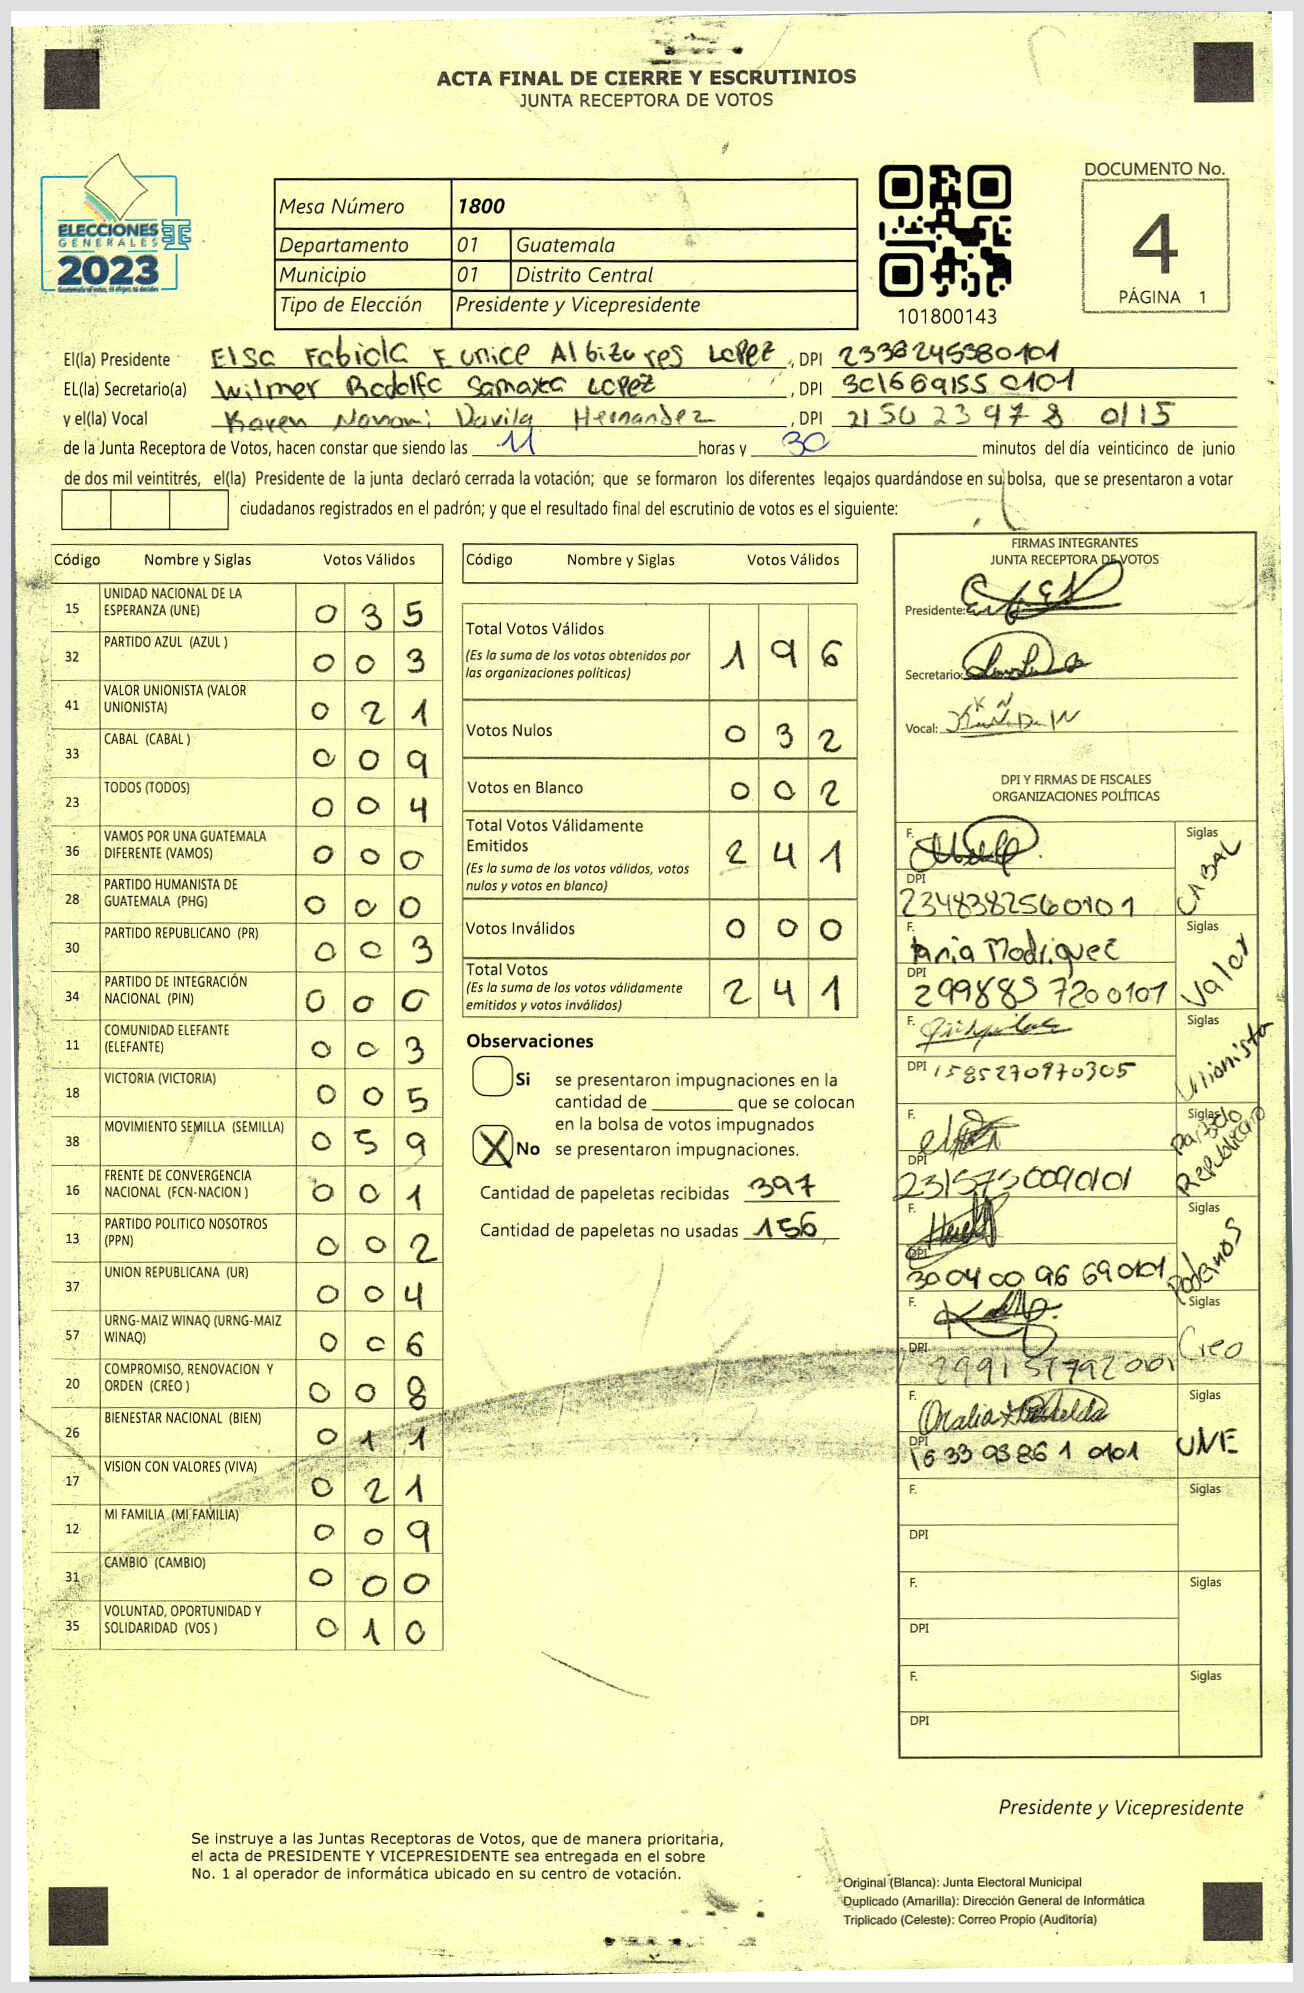 ACTA FINAL DE CIERRE Y ESCRUTINIOS
JUNTA RECEPTORA DE VOTOS
ELECCIONES
GENERALES
2023
Mesa Número 1800
Departamento 01 Guatemala
Municipio 01 Distrito Central
Tipo de Elección Presidente y Vicepresidente
101800143
DOCUMENTO No.
4
PÁGINA 1
El(la) Presidente Elsa Fabiola Eunice Albizures Lopez, DPI 2338245380101
EL(la) Secretario(a) Wilmer Rodolfo Samaxa Lopez, DPI 3016691550101
y el(la) Vocal Karen Davila Hernandez, DPI 2150 23978 0115
de la Junta Receptora de Votos, hacen constar que siendo las 11 horas y 30 minutos del día veinticinco de junio
de dos mil veintitrés, el(la) Presidente de la junta declaró cerrada la votación; que se formaron los diferentes legajos quardándose en su bolsa, que se presentaron a votar
ciudadanos registrados en el padrón; y que el resultado final del escrutinio de votos es el siguiente:
Código Nombre y Siglas Votos Válidos
15 UNIDAD NACIONAL DE LA ESPERANZA (UNE) 0 3 5
32 PARTIDO AZUL (AZUL ) 0 0 3
41 VALOR UNIONISTA (VALOR UNIONISTA) 0 2 1
33 CABAL (CABAL ) 0 0 9
23 TODOS (TODOS) 0 0 4
36 VAMOS POR UNA GUATEMALA DIFERENTE (VAMOS) 0 0 0
28 PARTIDO HUMANISTA DE GUATEMALA (PHG) 0 0 0
30 PARTIDO REPUBLICANO (PR) 0 0 3
34 PARTIDO DE INTEGRACIÓN NACIONAL (PIN) 0 0 0
11 COMUNIDAD ELEFANTE (ELEFANTE) 0 0 3
18 VICTORIA (VICTORIA) 0 0 5
38 MOVIMIENTO SEMILLA (SEMILLA) 0 5 9
16 FRENTE DE CONVERGENCIA NACIONAL (FCN-NACION ) 0 0 1
13 PARTIDO POLITICO NOSOTROS (PPN) 0 0 2
37 UNION REPUBLICANA (UR) 0 0 4
57 URNG-MAIZ WINAQ (URNG-MAIZ WINAQ) 0 0 6
20 COMPROMISO, RENOVACION Y ORDEN (CREO ) 0 0 8
26 BIENESTAR NACIONAL (BIEN) 0 1 1
17 VISION CON VALORES (VIVA) 0 2 1
12 MI FAMILIA (MI FAMILIA) 0 0 9
31 CAMBIO (CAMBIO) 0 0 0
35 VOLUNTAD, OPORTUNIDAD Y SOLIDARIDAD (VOS ) 0 1 0
Código Nombre y Siglas Votos Válidos
Total Votos Válidos 1 9 6
(Es la suma de los votos obtenidos por
las organizaciones políticas)
Votos Nulos 0 3 2
Votos en Blanco 0 0 2
Total Votos Válidamente
Emitidos 2 4 1
(Es la suma de los votos válidos, votos
nulos y votos en blanco)
Votos Inválidos 0 0 0
Total Votos 2 4 1
(Es la suma de los votos válidamente
emitidos y votos inválidos)
Observaciones
Si se presentaron impugnaciones en la
cantidad de ________ que se colocan
en la bolsa de votos impugnados
X No se presentaron impugnaciones.
Cantidad de papeletas recibidas 397
Cantidad de papeletas no usadas 156
FIRMAS INTEGRANTES
JUNTA RECEPTORA DE VOTOS
Presidente:
Secretario:
Vocal:
DPI Y FIRMAS DE FISCALES
ORGANIZACIONES POLÍTICAS
F. Siglas CABAL
DPI 2348382560101
F. Siglas Valor
DPI 299885 7200101
F. Siglas Unionista
DPI 1585270970305
F. Siglas Partido Republicano
DPI 2315750090101
F. Siglas Podemos
DPI 300400 96 69 0101
F. Siglas Creo
DPI
F. Siglas UNE
DPI 1633 9386 1 0101
F. Siglas
DPI
F. Siglas
DPI
F. Siglas
DPI
Presidente y Vicepresidente
Se instruye a las Juntas Receptoras de Votos, que de manera prioritaria,
el acta de PRESIDENTE Y VICEPRESIDENTE sea entregada en el sobre
No. 1 al operador de informática ubicado en su centro de votación.
Original (Blanca): Junta Electoral Municipal
Duplicado (Amarilla): Dirección General de Informática
Triplicado (Celeste): Correo Propio (Auditoría)